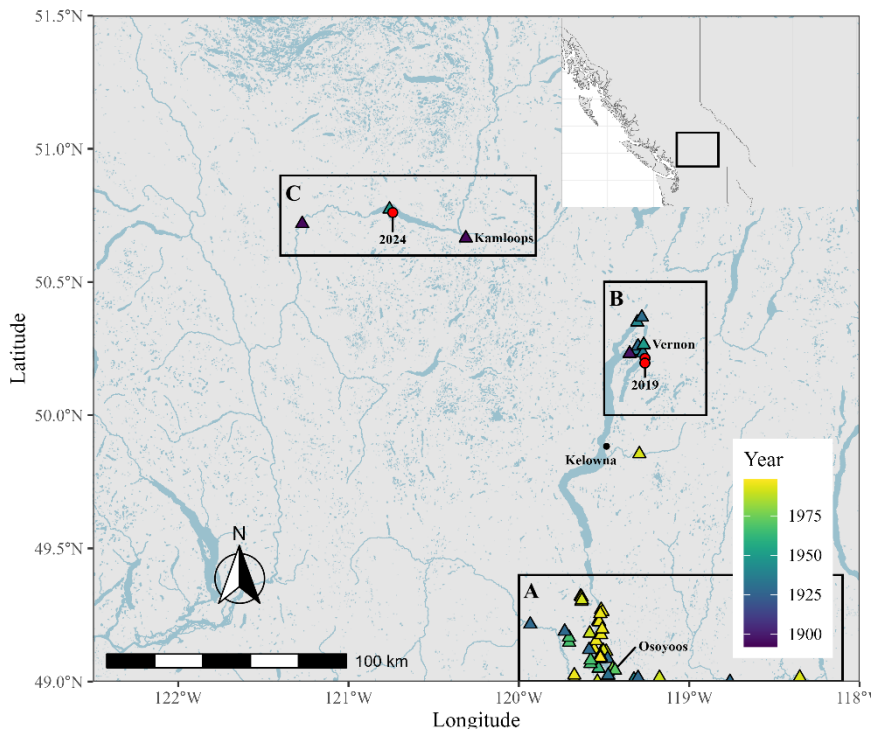 51.5°N
51.0°N
50.5°N
50.0°N
49.5°N
49.0°N
Latitude
C
2024
Kamloops
B
Vernon
2019
Kelowna
Year
1975
1950
1925
1900
N
A
Osoyoos
100 km
122°W
121°W
120°W
119°W
118°W
Longitude